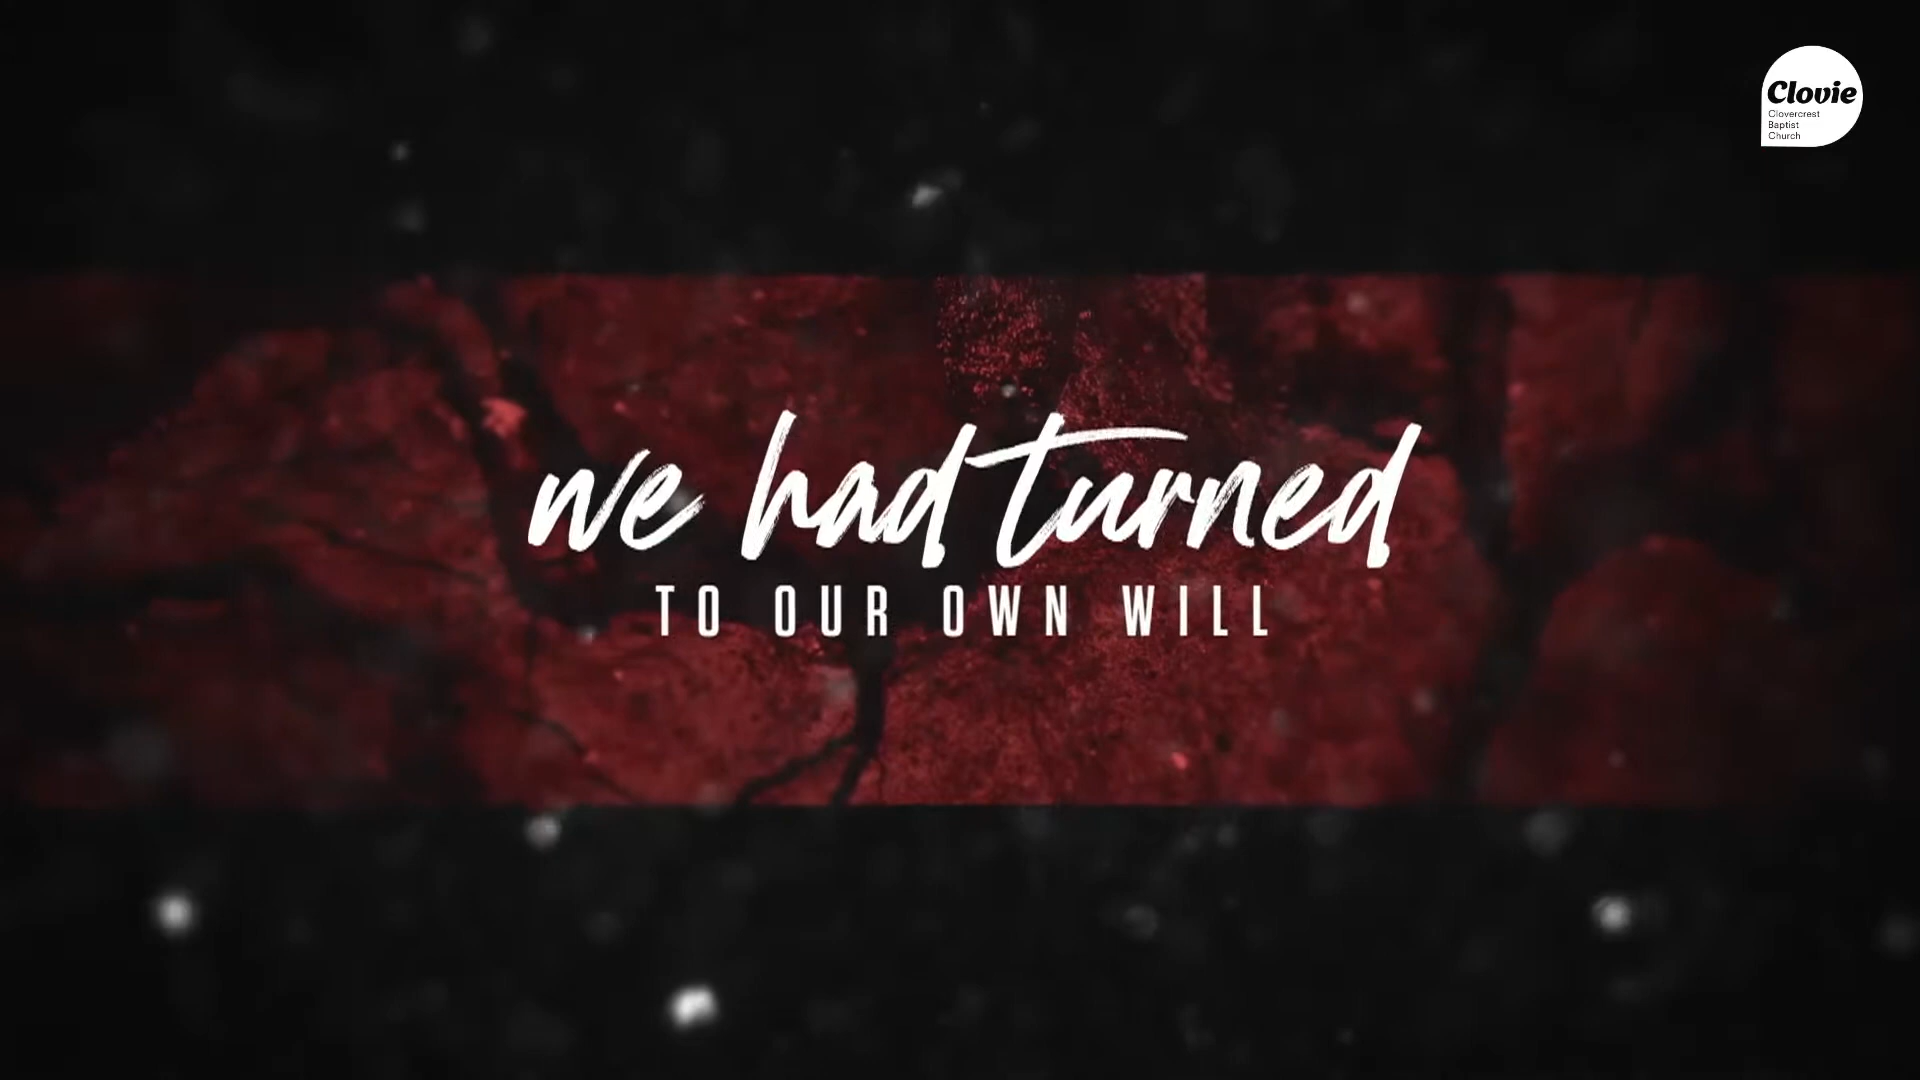 Clovie
Clovercrest
Baptist
Church
we had turned
TO OUR OWN WILL